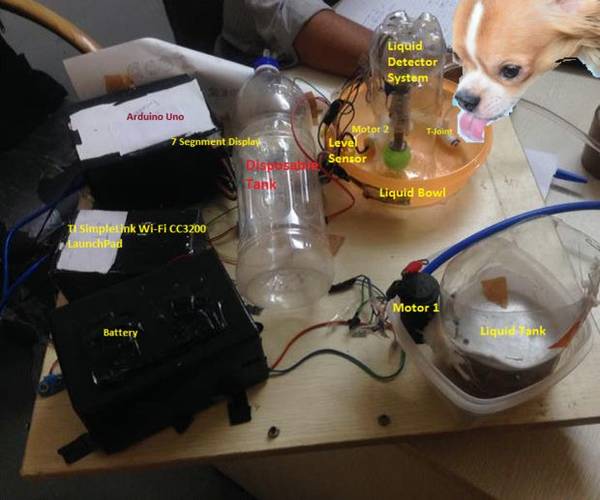 Liquid
Detector
System
Arduino Uno
7 Segnment Display
Motor 2
T-Joint
Level
Sensor
Disposable
Tank
Liquid Bowl
TI SimpleLink Wi-Fi CC3200
LaunchPad
Motor 1
Battery
Liquid Tank